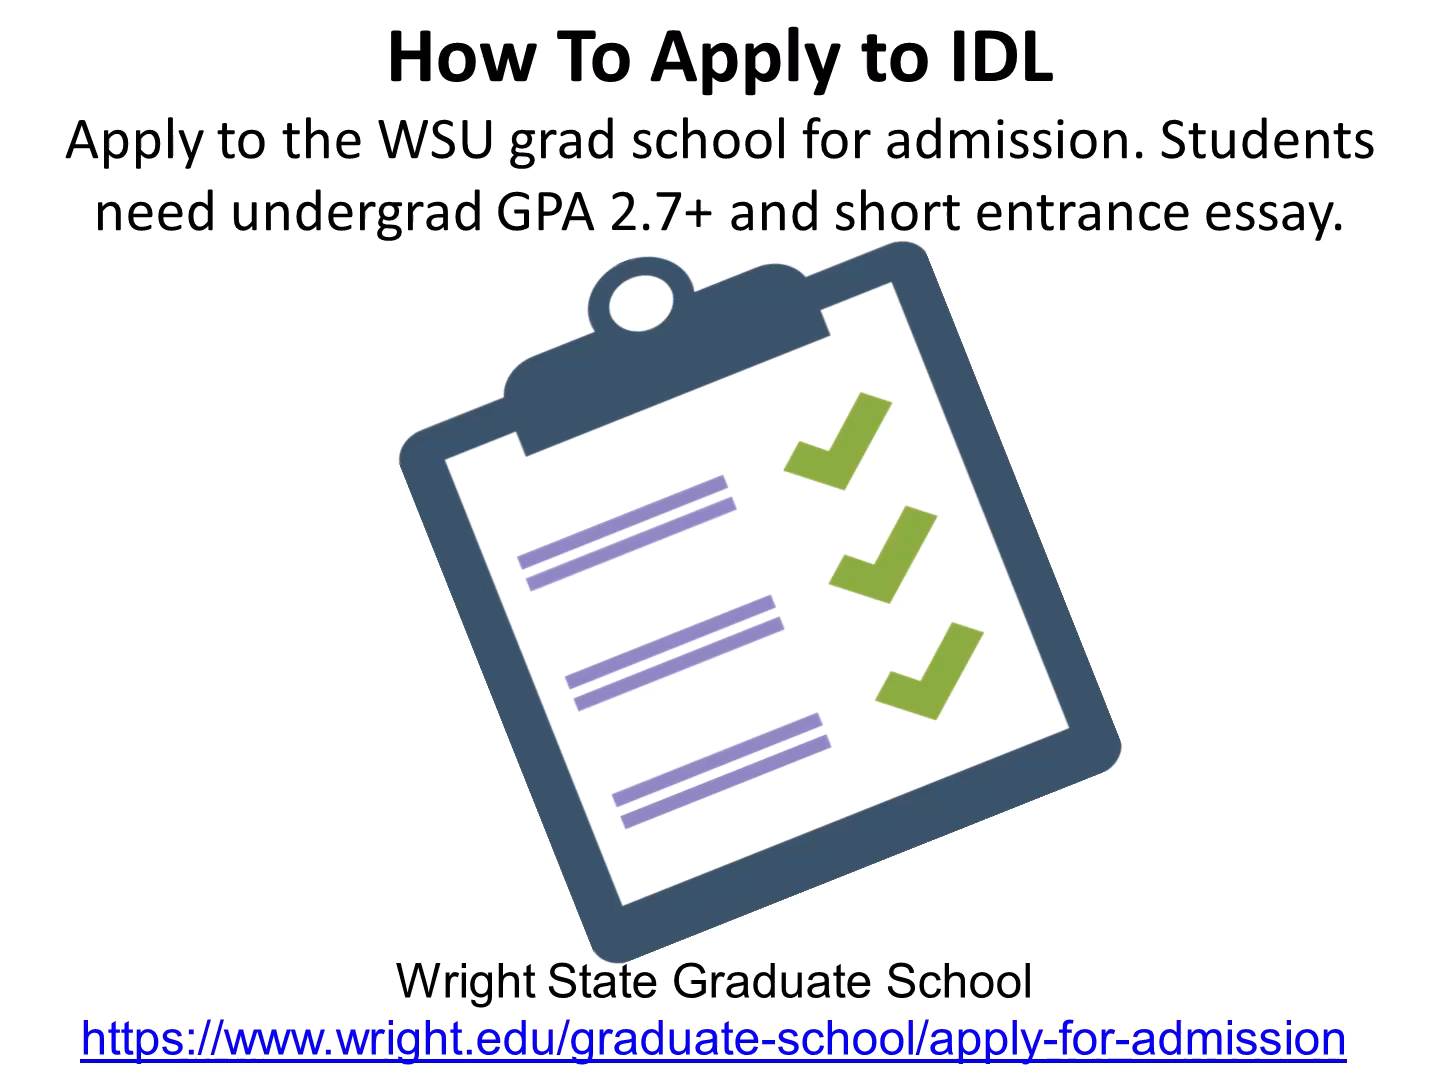 How To Apply to IDL
Apply to the WSU grad school for admission. Students
need undergrad GPA 2.7+ and short entrance essay.
Wright State Graduate School
https://www.wright.edu/graduate-school/apply-for-admission